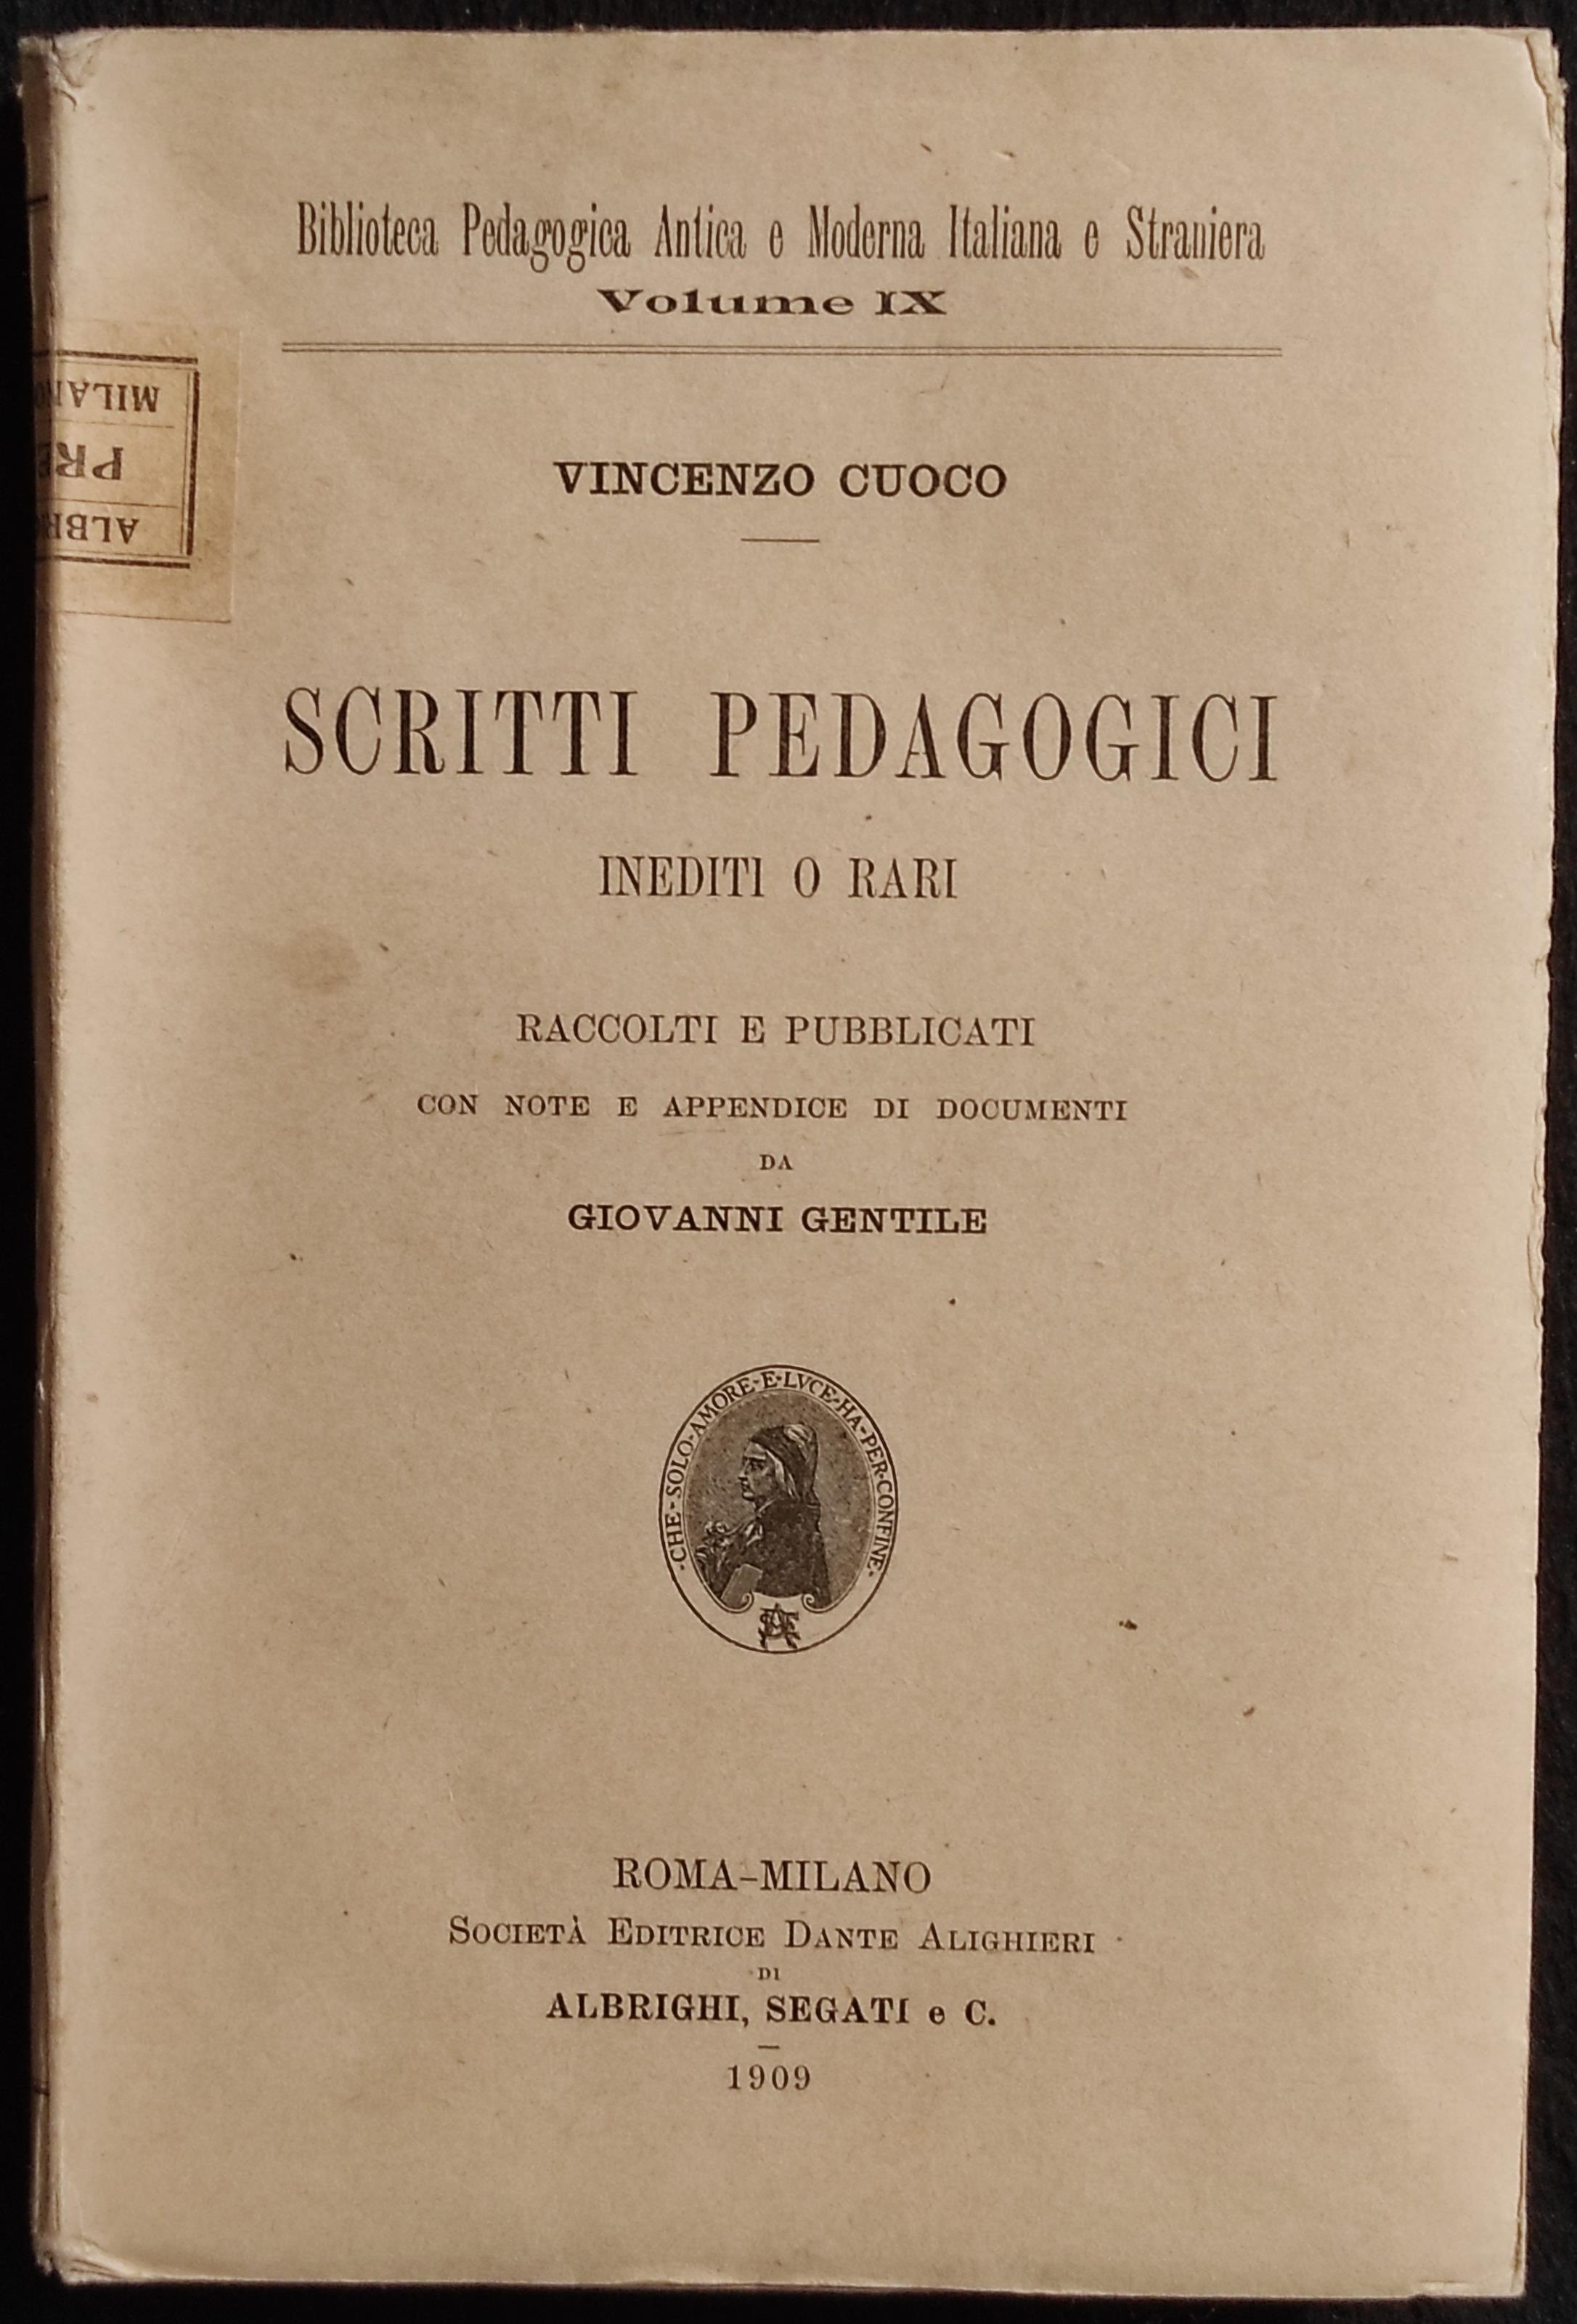 Biblioteca Pedagogica Antica e Moderna Italiana e Straniera
Volume IX
VINCENZO CUOCO
SCRITTI PEDAGOGICI
INEDITI O RARI
RACCOLTI E PUBBLICATI
CON NOTE E APPENDICE DI DOCUMENTI
DA
GIOVANNI GENTILE
·CHE·SOLO·AMORE·E·LVCE·HA·PER·CONFINE·
ROMA–MILANO
SOCIETÀ EDITRICE DANTE ALIGHIERI
DI
ALBRIGHI, SEGATI e C.
1909